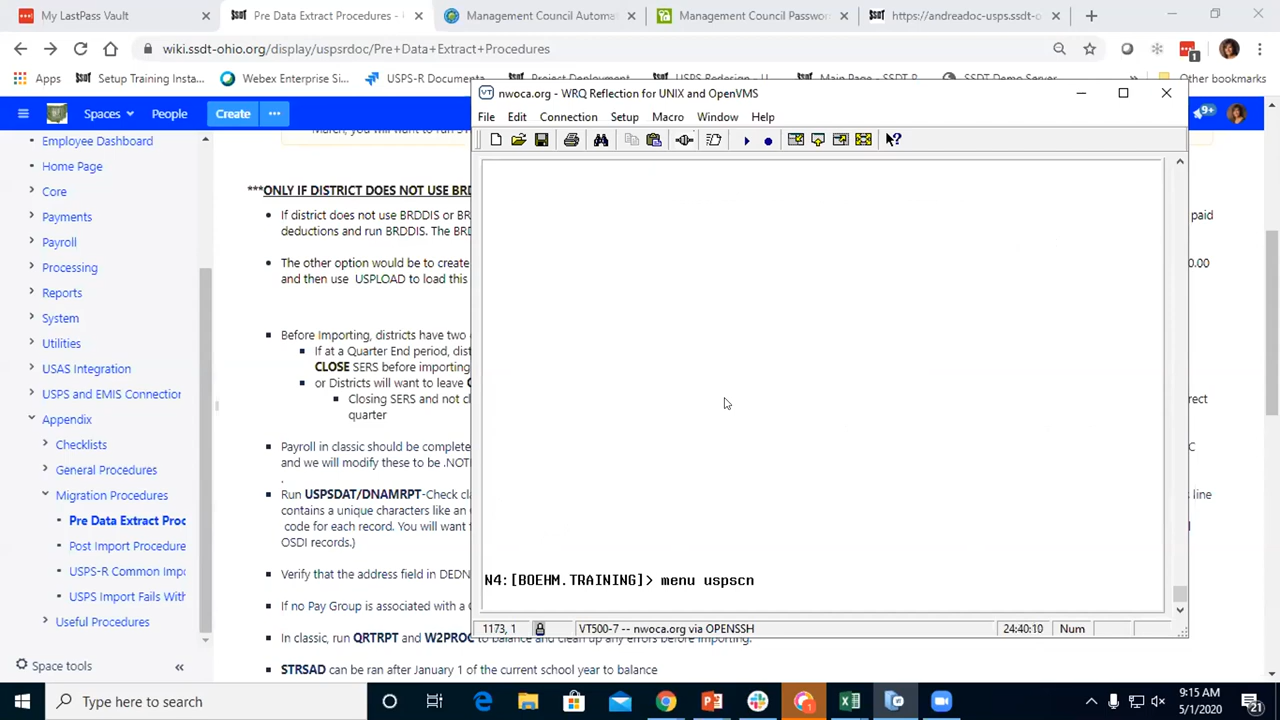 My LastPass Vault
Pre Data Extract Procedures -
Management Council Automa
Management Council Passwor
https://andreadoc-usps.ssdt-o
wiki.ssdt-ohio.org/display/uspsrdoc/Pre+Data+Extract+Procedures
Apps
Setup Training Insta...
Webex Enterprise Si...
USPS-R Documenta
Project Deployment
USPS Redesign - U
Main Page - SSDT R
SSDT Demo Server
Other bookmarks
Spaces
People
Create
9+
nwoca.org - WRQ Reflection for UNIX and OpenVMS
File Edit Connection Setup Macro Window Help
Employee Dashboard
Home Page
Core
Payments
Payroll
Processing
Reports
System
Utilities
USAS Integration
USPS and EMIS Connection
Appendix
Checklists
General Procedures
Migration Procedures
Pre Data Extract Proc
Post Import Procedure
USPS-R Common Impo
USPS Import Fails With
Useful Procedures
Space tools
March, you will want to run
***ONLY IF DISTRICT DOES NOT USE BRD
If district does not use BRDDIS or BR
paid
deductions and run BRDDIS. The BRD
The other option would be to create
0.00
and then use USPLOAD to load this
Before Importing, districts have two
If at a Quarter End period, dist
CLOSE SERS before importing
or Districts will want to leave
Closing SERS and not cl
rect
quarter
Payroll in classic should be complete
C
and we will modify these to be .NOT
.
Run USPSDAT/DNAMRPT-Check cl
s line
contains a unique characters like an
code for each record. You will want
OSDI records.)
Verify that the address field in DEDN
If no Pay Group is associated with a
In classic, run QRTRPT and W2PROC to balance and clean up any errors before importing.
STRSAD can be ran after January 1 of the current school year to balance
N4:[BOEHM.TRAINING]> menu uspscn
1173, 1
VT500-7 -- nwoca.org via OPENSSH
24:40:10
Num
Type here to search
9:15 AM
5/1/2020
21